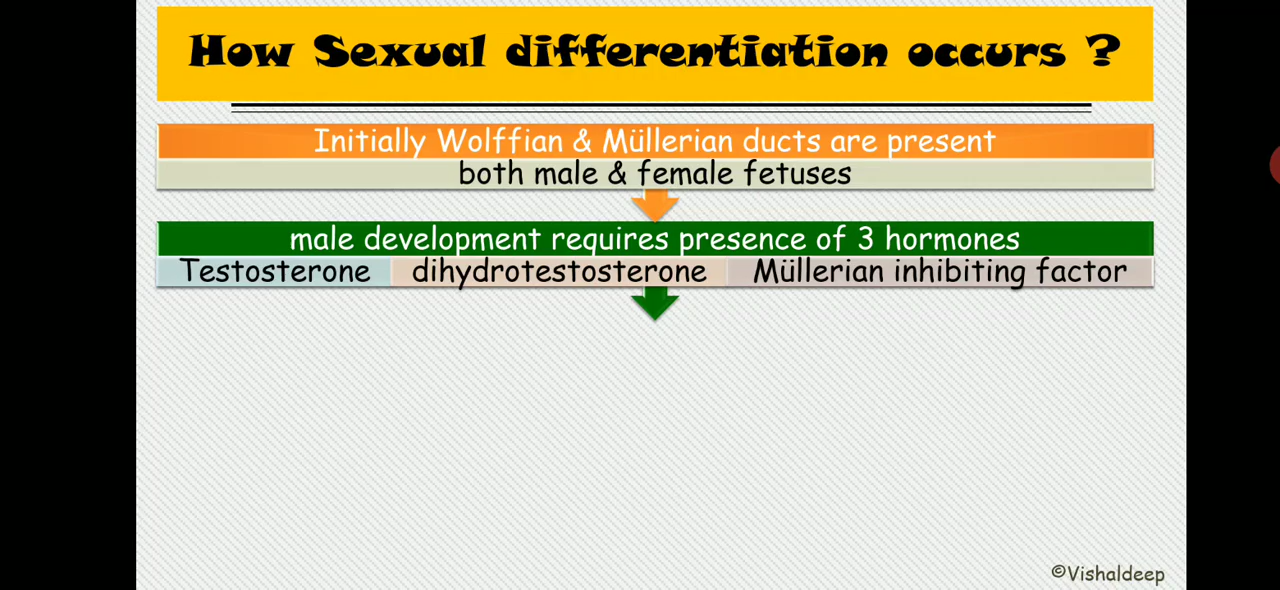 How Sexual differentiation occurs ?
Initially Wolffian & Müllerian ducts are present
both male & female fetuses
male development requires presence of 3 hormones
Testosterone dihydrotestosterone Müllerian inhibiting factor
©Vishaldeep